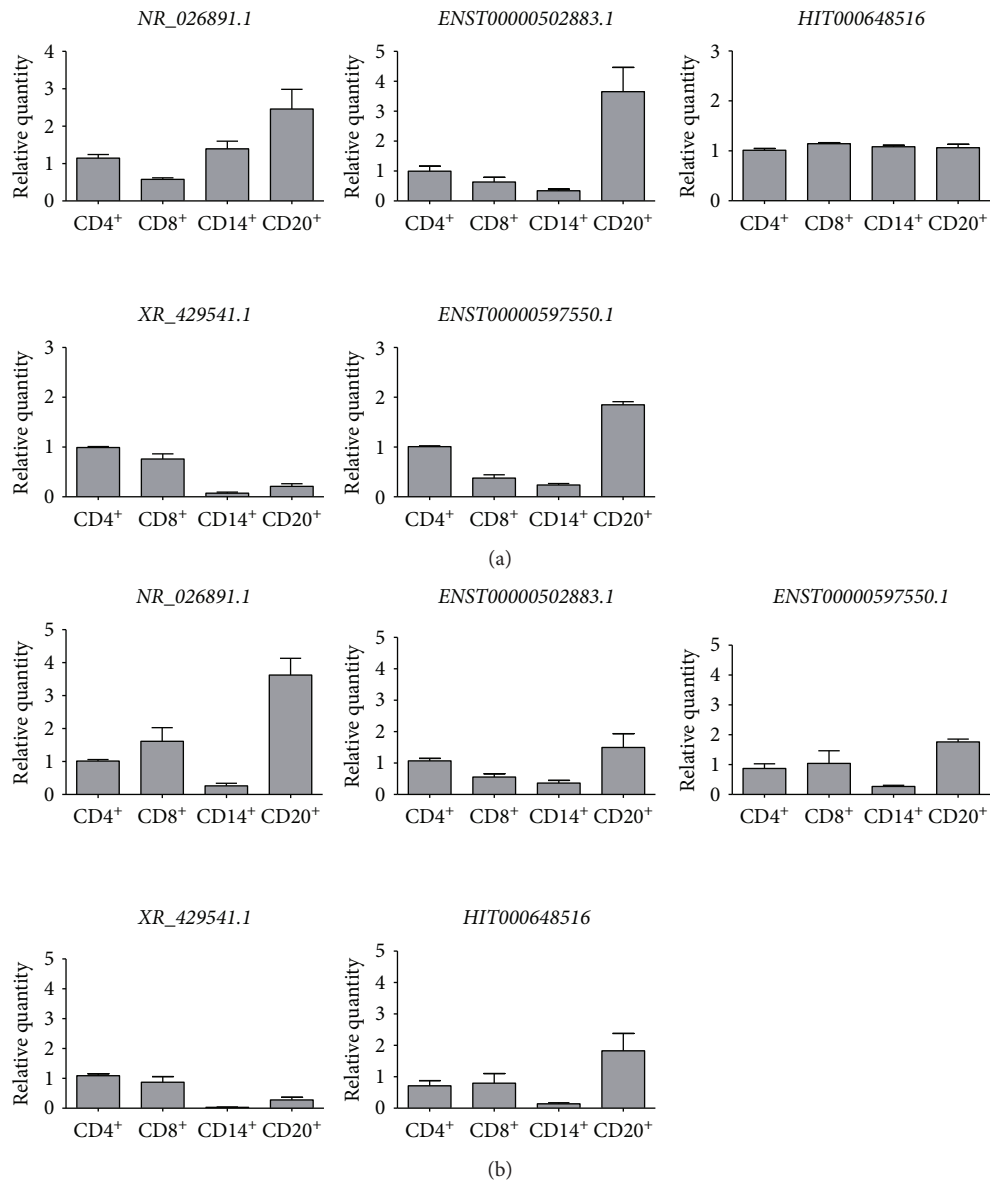 NR_026891.1
ENST00000502883.1
HIT000648516
Relative quantity
4
3
2
1
0
CD4+ CD8+ CD14+ CD20+
Relative quantity
5
4
3
2
1
0
CD4+ CD8+ CD14+ CD20+
Relative quantity
3
2
1
0
CD4+ CD8+ CD14+ CD20+
XR_429541.1
ENST00000597550.1
Relative quantity
3
2
1
0
CD4+ CD8+ CD14+ CD20+
Relative quantity
3
2
1
0
CD4+ CD8+ CD14+ CD20+
(a)
NR_026891.1
ENST00000502883.1
ENST00000597550.1
Relative quantity
5
4
3
2
1
0
CD4+ CD8+ CD14+ CD20+
Relative quantity
5
4
3
2
1
0
CD4+ CD8+ CD14+ CD20+
Relative quantity
5
4
3
2
1
0
CD4+ CD8+ CD14+ CD20+
XR_429541.1
HIT000648516
Relative quantity
5
4
3
2
1
0
CD4+ CD8+ CD14+ CD20+
Relative quantity
5
4
3
2
1
0
CD4+ CD8+ CD14+ CD20+
(b)